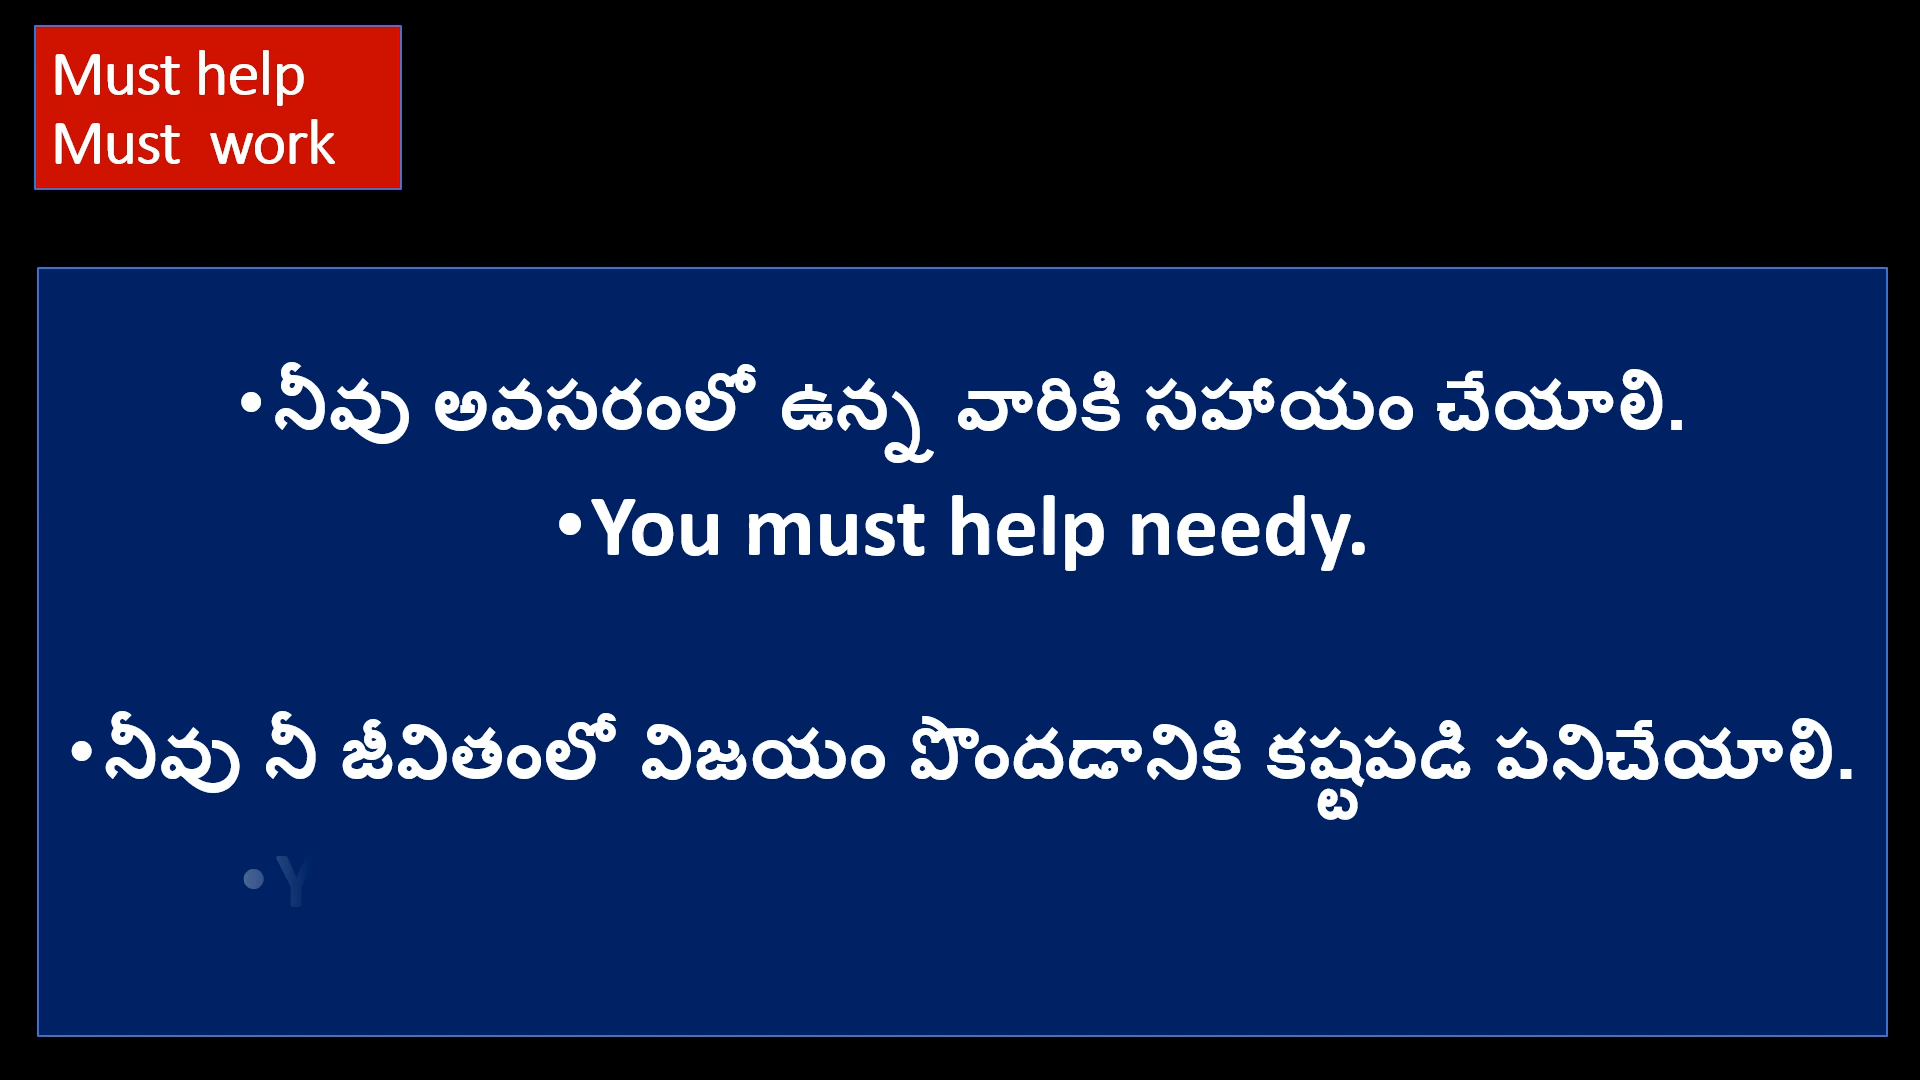 Must help
Must  work
•నీవు అవసరంలో ఉన్న వారికి సహాయం చేయాలి.
•You must help needy.
•నీవు నీ జీవితంలో విజయం పొందడానికి కష్టపడి పనిచేయాలి.
•Y